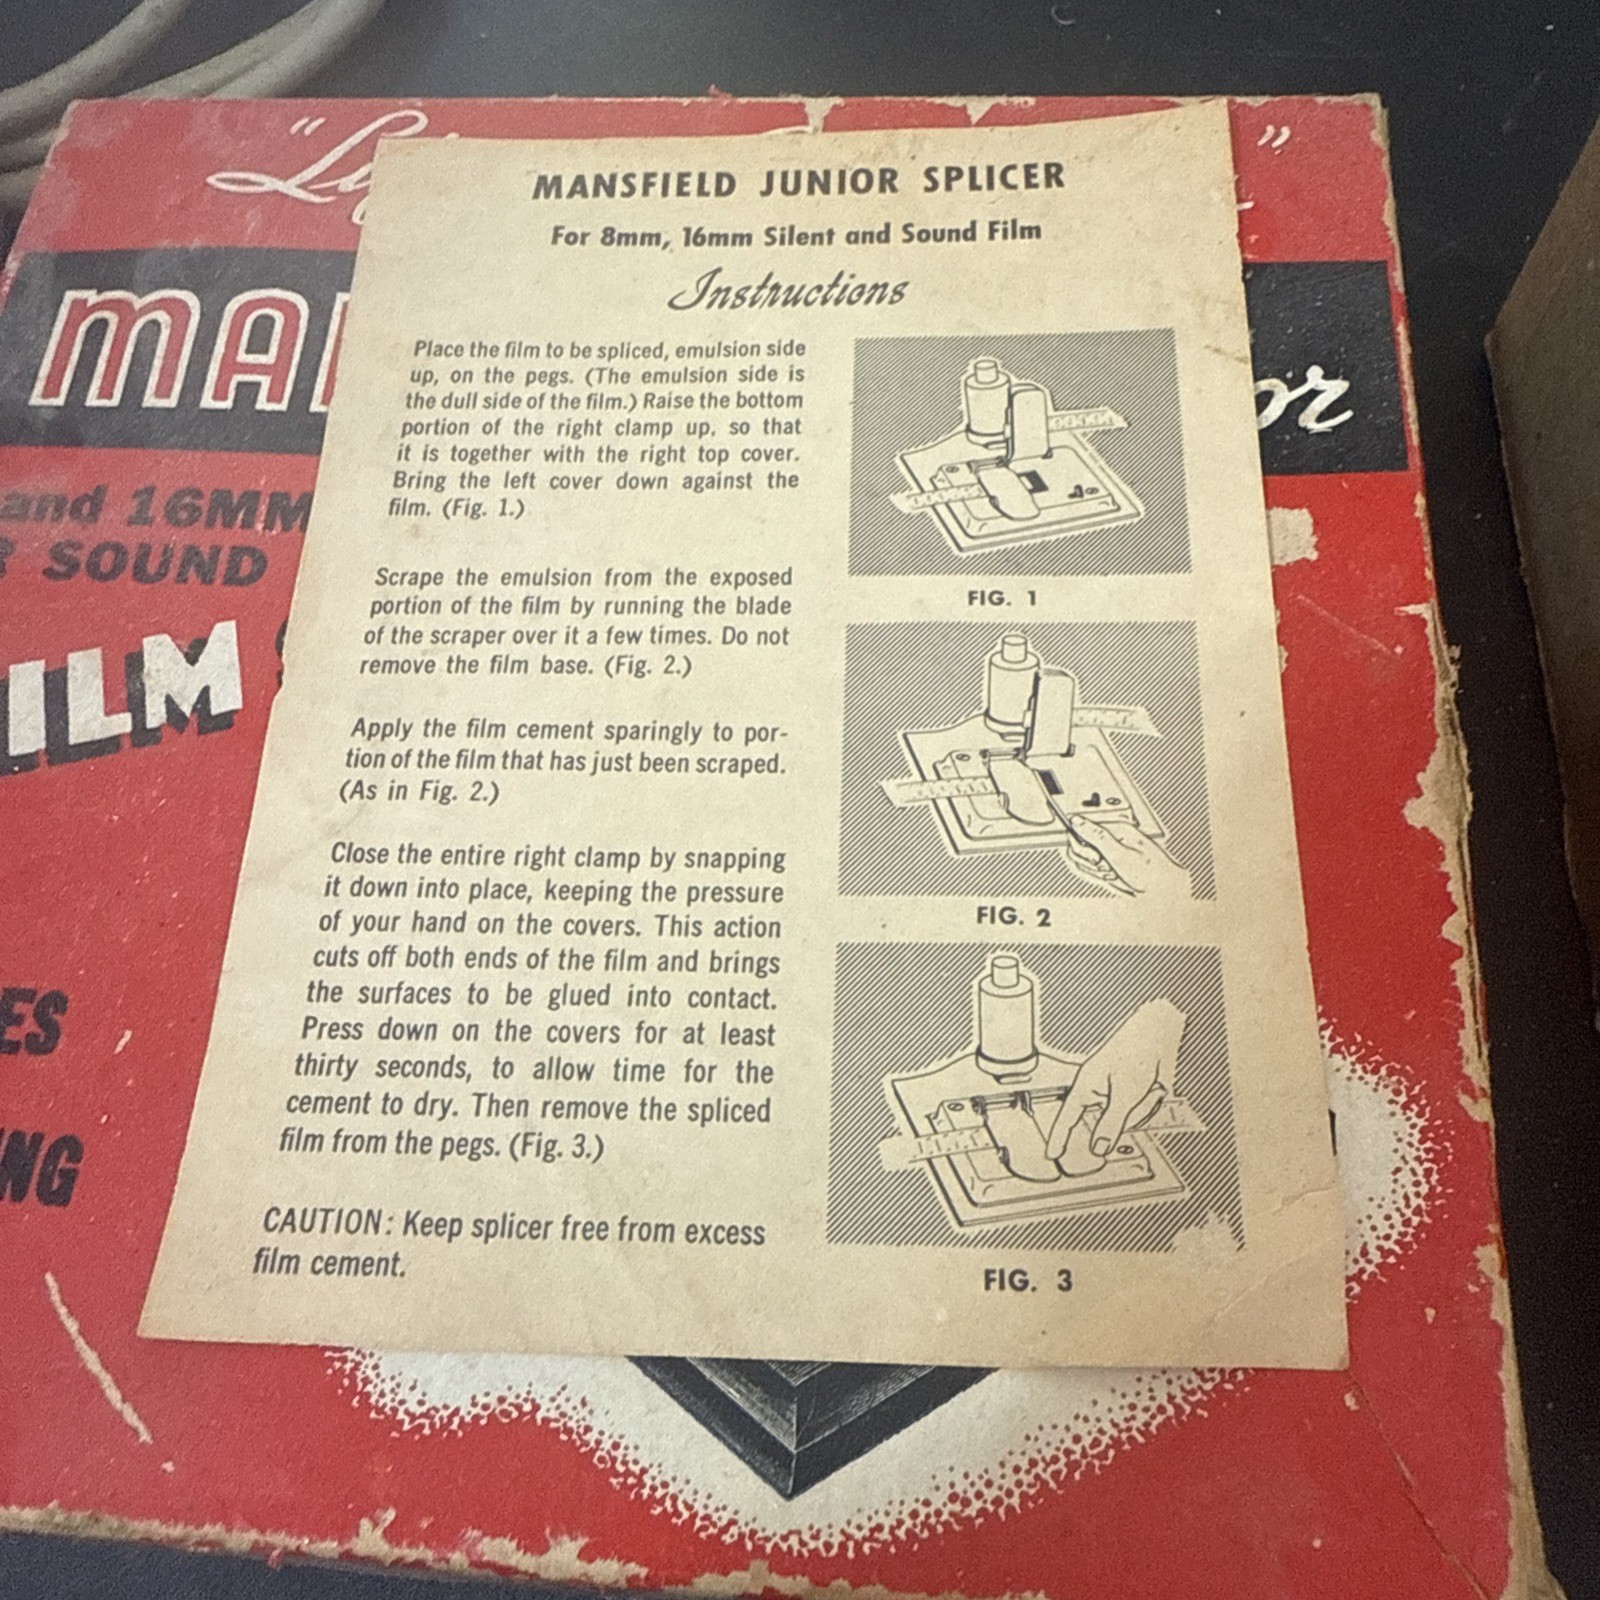 MANSFIELD JUNIOR SPLICER
For 8mm, 16mm Silent and Sound Film
Instructions
Place the film to be spliced, emulsion side
up, on the pegs. (The emulsion side is
the dull side of the film.) Raise the bottom
portion of the right clamp up, so that
it is together with the right top cover.
Bring the left cover down against the
film. (Fig. 1.)
Scrape the emulsion from the exposed
portion of the film by running the blade
of the scraper over it a few times. Do not
remove the film base. (Fig. 2.)
Apply the film cement sparingly to por-
tion of the film that has just been scraped.
(As in Fig. 2.)
Close the entire right clamp by snapping
it down into place, keeping the pressure
of your hand on the covers. This action
cuts off both ends of the film and brings
the surfaces to be glued into contact.
Press down on the covers for at least
thirty seconds, to allow time for the
cement to dry. Then remove the spliced
film from the pegs. (Fig. 3.)
CAUTION: Keep splicer free from excess
film cement.
FIG. 1
FIG. 2
FIG. 3
MA
or
and 16MM
SOUND
ILM
ES
NG